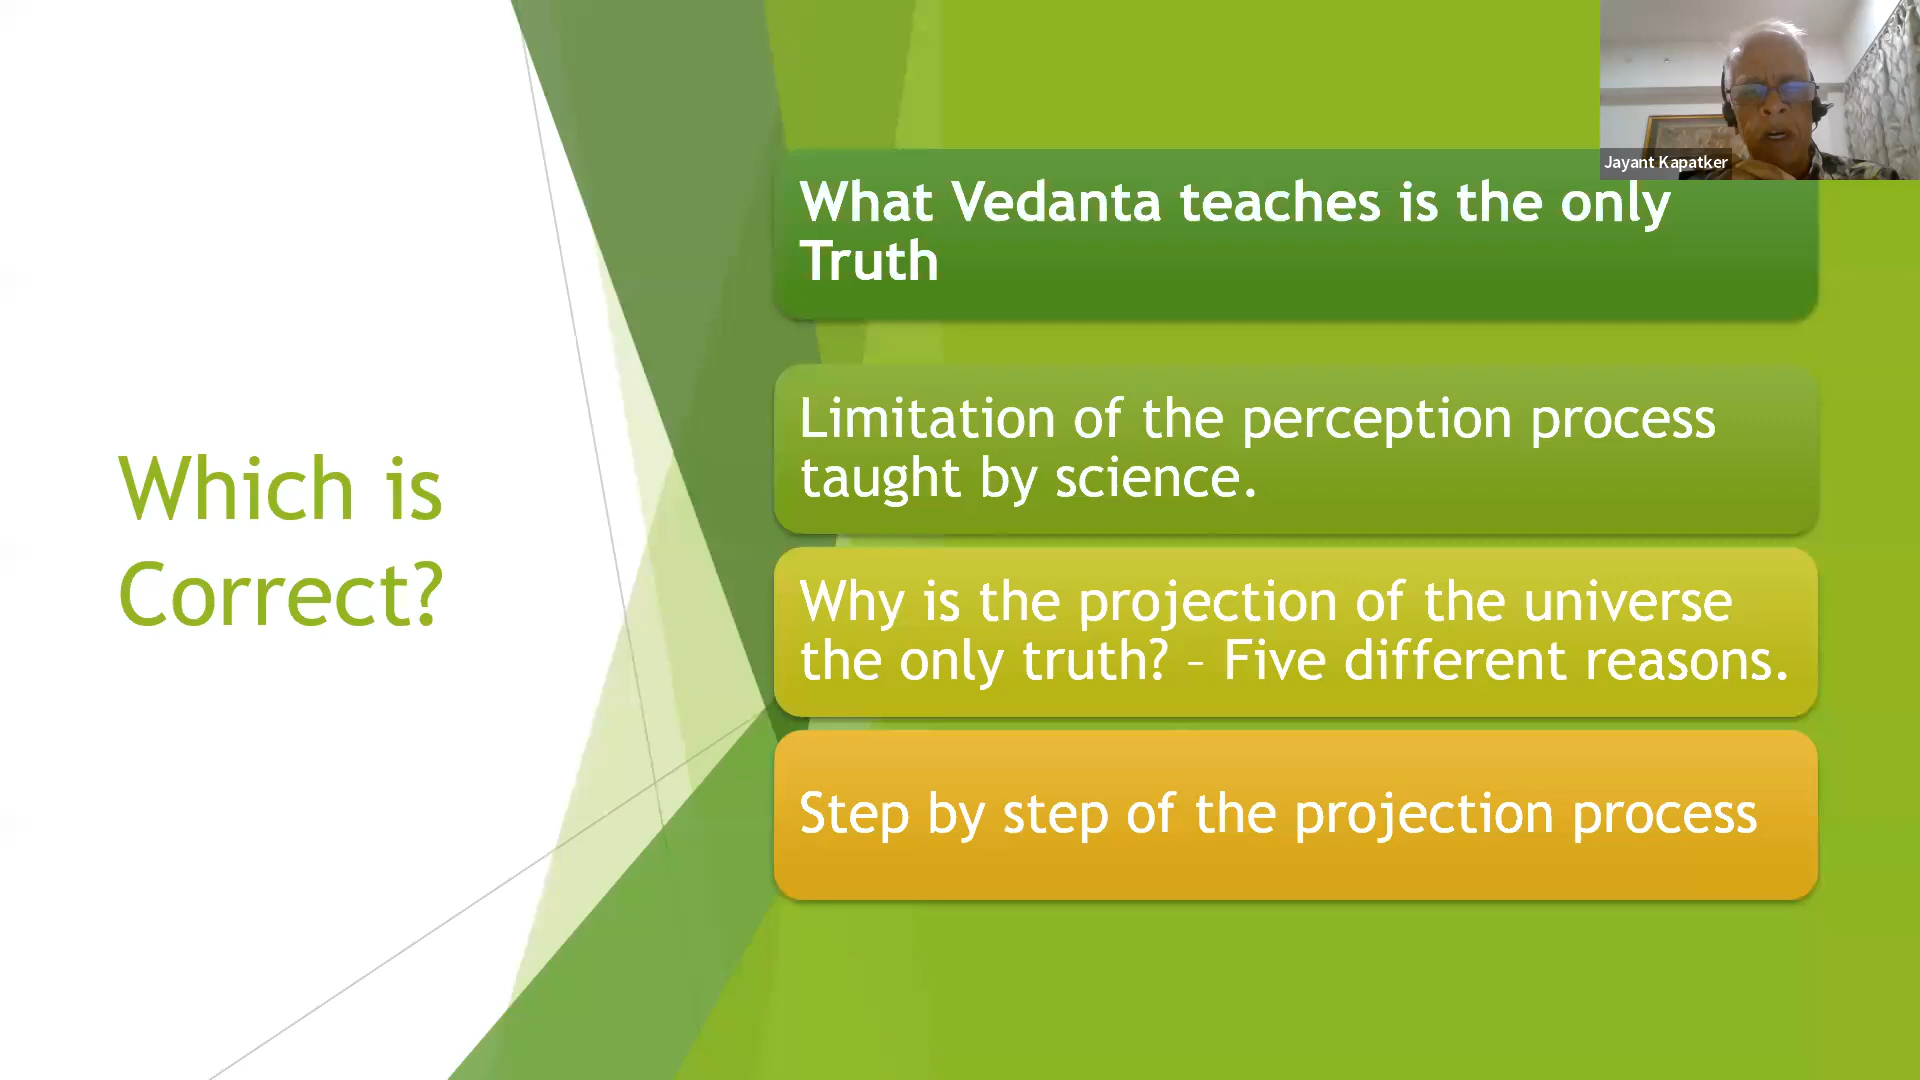 Jayant Kapatker
Which is
Correct?
What Vedanta teaches is the only
Truth
Limitation of the perception process
taught by science.
Why is the projection of the universe
the only truth? – Five different reasons.
Step by step of the projection process